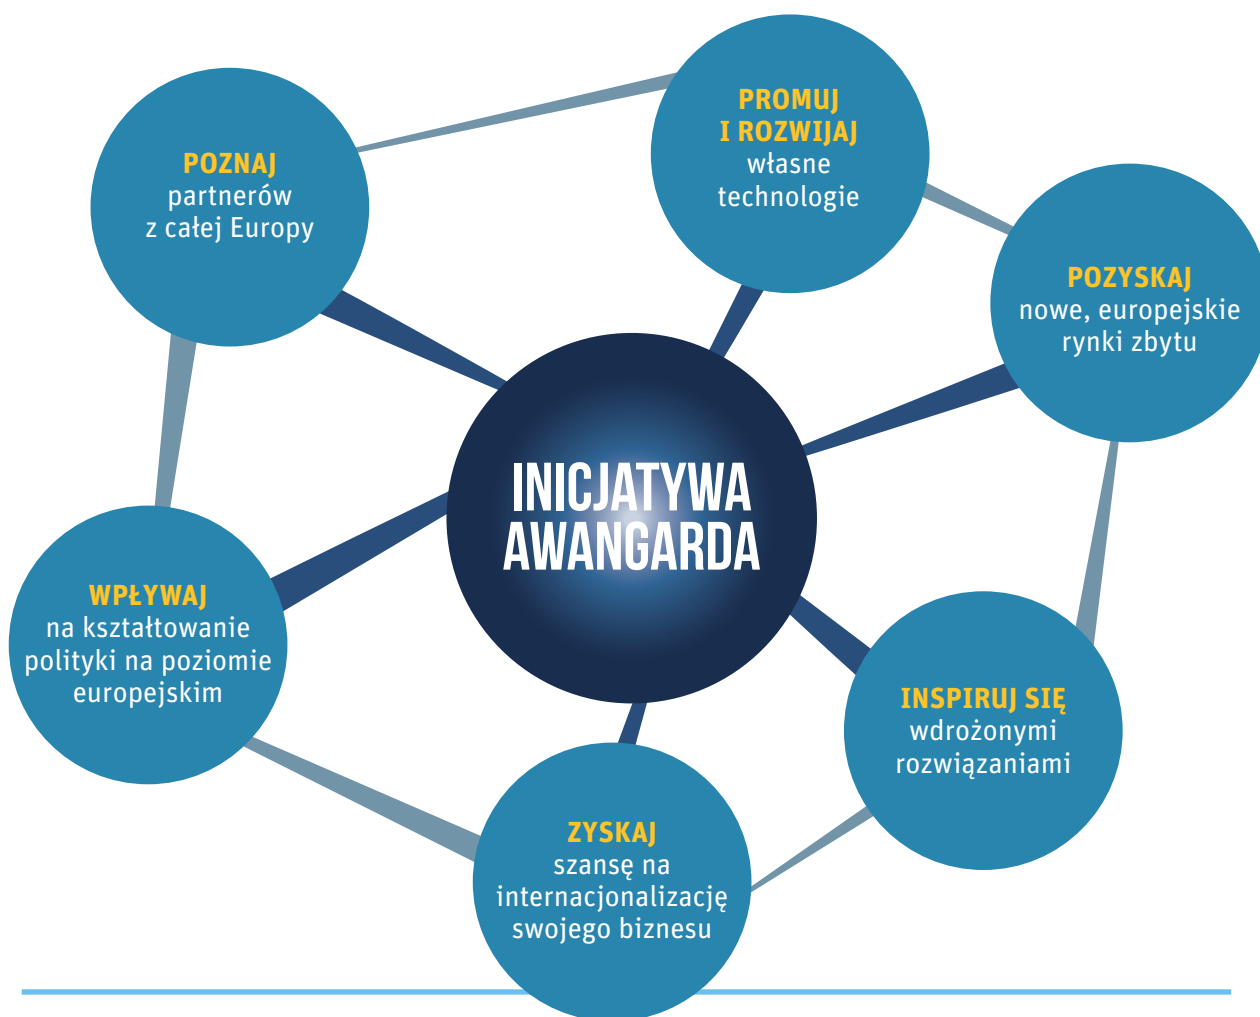 POZNAJ
partnerów
z całej Europy
PROMUJ
I ROZWIJAJ
własne
technologie
POZYSKAJ
nowe, europejskie
rynki zbytu
INICJATYWA
AWANGARDA
WPŁYWAJ
na kształtowanie
polityki na poziomie
europejskim
INSPIRUJ SIĘ
wdrożonymi
rozwiązaniami
ZYSKAJ
szansę na
internacjonalizację
swojego biznesu